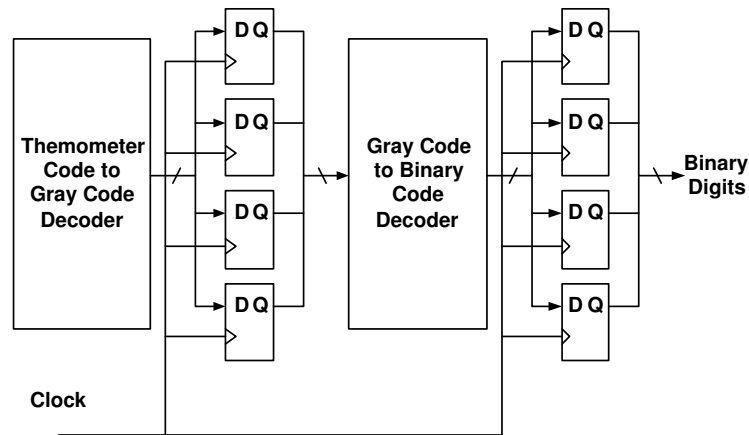 D Q
D Q
D Q
D Q
Themometer
Code to
Gray Code
Decoder
Gray Code
to Binary
Code
Decoder
D Q
D Q
D Q
D Q
Binary
Digits
Clock